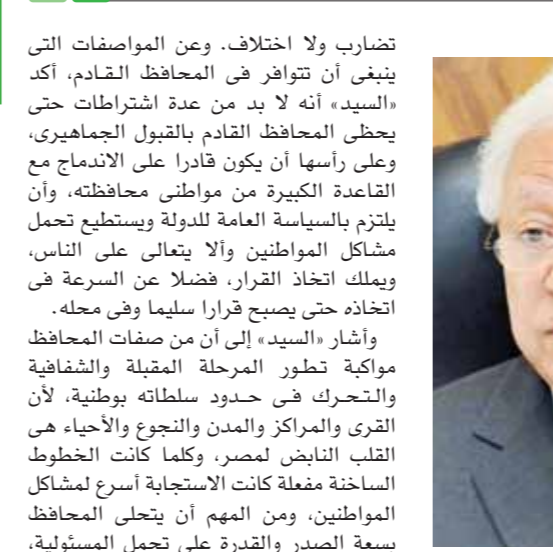 تضارب ولا اختلاف. وعن المواصفات التى
ينبغى أن تتوافر فى المحافظ القادم، أكد
«السيد» أنه لا بد من عدة اشتراطات حتى
يحظى المحافظ القادم بالقبول الجماهيرى،
وعلى رأسها أن يكون قادرا على الاندماج مع
القاعدة الكبيرة من مواطنى محافظته، وأن
يلتزم بالسياسة العامة للدولة ويستطيع تحمل
مشاكل المواطنين وألا يتعالى على الناس،
ويملك اتخاذ القرار، فضلا عن السرعة فى
اتخاذه حتى يصبح قرارا سليما وفى محله.
وأشار «السيد» إلى أن من صفات المحافظ
مواكبة تطور المرحلة المقبلة والشفافية
والتحرك فى حدود سلطاته بوطنية، لأن
القرى والمراكز والمدن والنجوع والأحياء هى
القلب النابض لمصر، وكلما كانت الخطوط
الساخنة مفعلة كانت الاستجابة أسرع لمشاكل
المواطنين، ومن المهم أن يتحلى المحافظ
بسعة الصدر والقدرة على تحمل المسئولية،